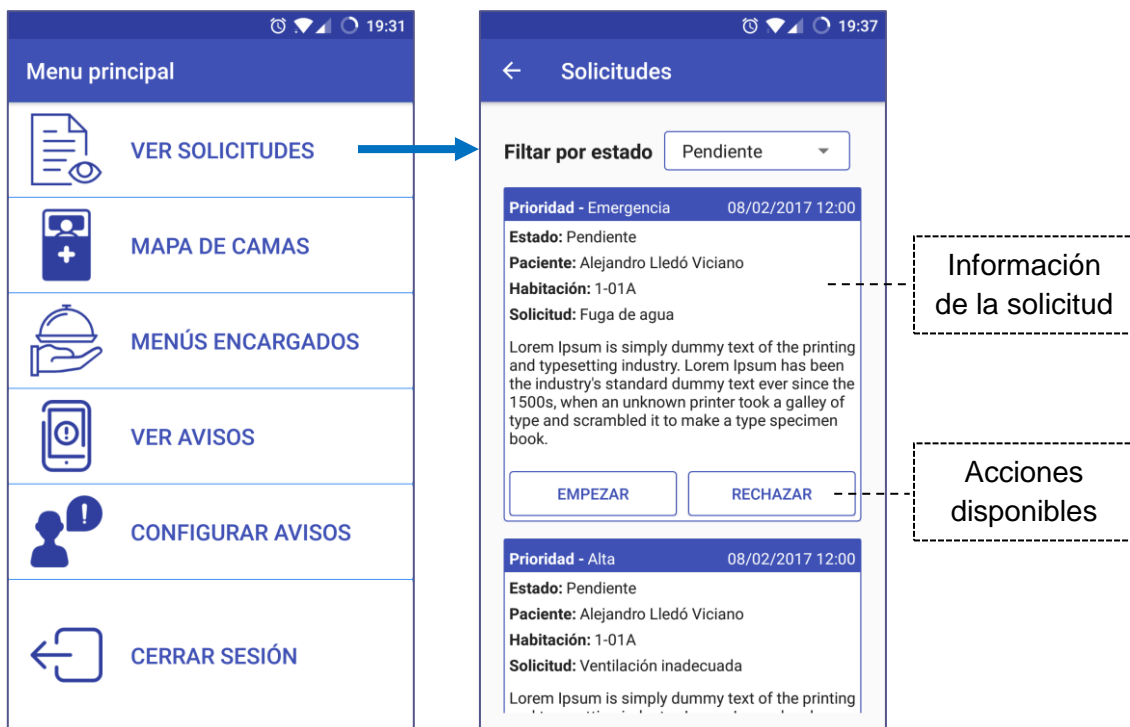 19:31
Menu principal
VER SOLICITUDES
MAPA DE CAMAS
MENÚS ENCARGADOS
VER AVISOS
CONFIGURAR AVISOS
CERRAR SESIÓN
19:37
Solicitudes
Filtar por estado Pendiente
Prioridad - Emergencia 08/02/2017 12:00
Estado: Pendiente
Paciente: Alejandro Lledó Viciano
Habitación: 1-01A
Solicitud: Fuga de agua
Lorem Ipsum is simply dummy text of the printing
and typesetting industry. Lorem Ipsum has been
the industry's standard dummy text ever since the
1500s, when an unknown printer took a galley of
type and scrambled it to make a type specimen
book.
EMPEZAR RECHAZAR
Prioridad - Alta 08/02/2017 12:00
Estado: Pendiente
Paciente: Alejandro Lledó Viciano
Habitación: 1-01A
Solicitud: Ventilación inadecuada
Lorem Ipsum is simply dummy text of the printing
Información
de la solicitud
Acciones
disponibles